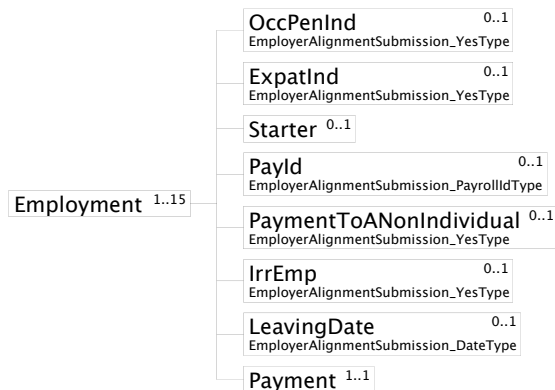 OccPenInd 0..1
EmployerAlignmentSubmission_YesType
ExpatInd 0..1
EmployerAlignmentSubmission_YesType
Starter 0..1
PayId 0..1
EmployerAlignmentSubmission_PayrollIdType
Employment 1..15
PaymentToANonIndividual 0..1
EmployerAlignmentSubmission_YesType
IrrEmp 0..1
EmployerAlignmentSubmission_YesType
LeavingDate 0..1
EmployerAlignmentSubmission_DateType
Payment 1..1